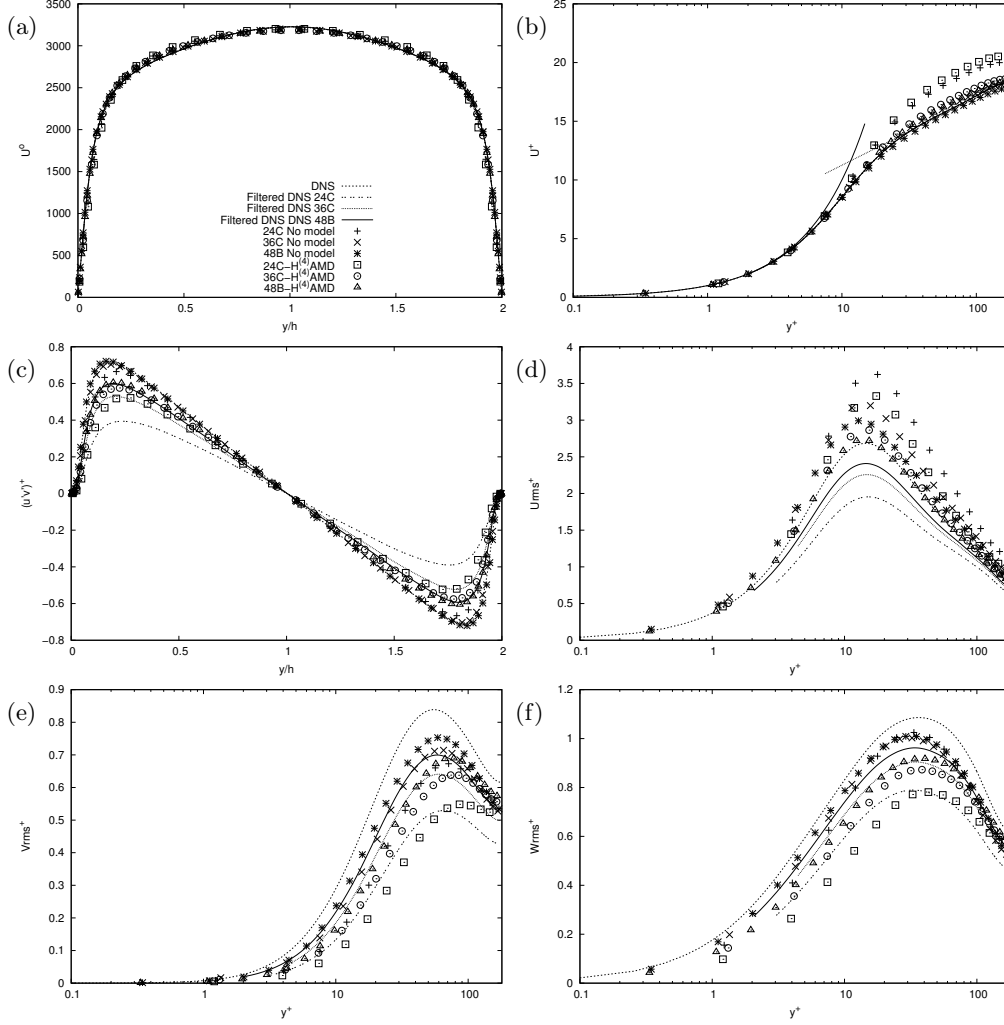 (a)
3500
3000
2500
2000
1500
1000
500
0
U⁰
0
0.5
1
1.5
2
y/h
DNS
Filtered DNS 24C
Filtered DNS 36C
Filtered DNS DNS 48B
24C No model
36C No model
48B No model
24C−H⁽⁴⁾AMD
36C−H⁽⁴⁾AMD
48B−H⁽⁴⁾AMD
(b)
25
20
15
10
5
0
U⁺
0.1
1
10
100
y⁺
(c)
0.8
0.6
0.4
0.2
0
−0.2
−0.4
−0.6
−0.8
(u'v')⁺
0
0.5
1
1.5
2
y/h
(d)
4
3.5
3
2.5
2
1.5
1
0.5
0
Urms⁺
0.1
1
10
100
y⁺
(e)
0.9
0.8
0.7
0.6
0.5
0.4
0.3
0.2
0.1
0
Vrms⁺
0.1
1
10
100
y⁺
(f)
1.2
1
0.8
0.6
0.4
0.2
0
Wrms⁺
0.1
1
10
100
y⁺